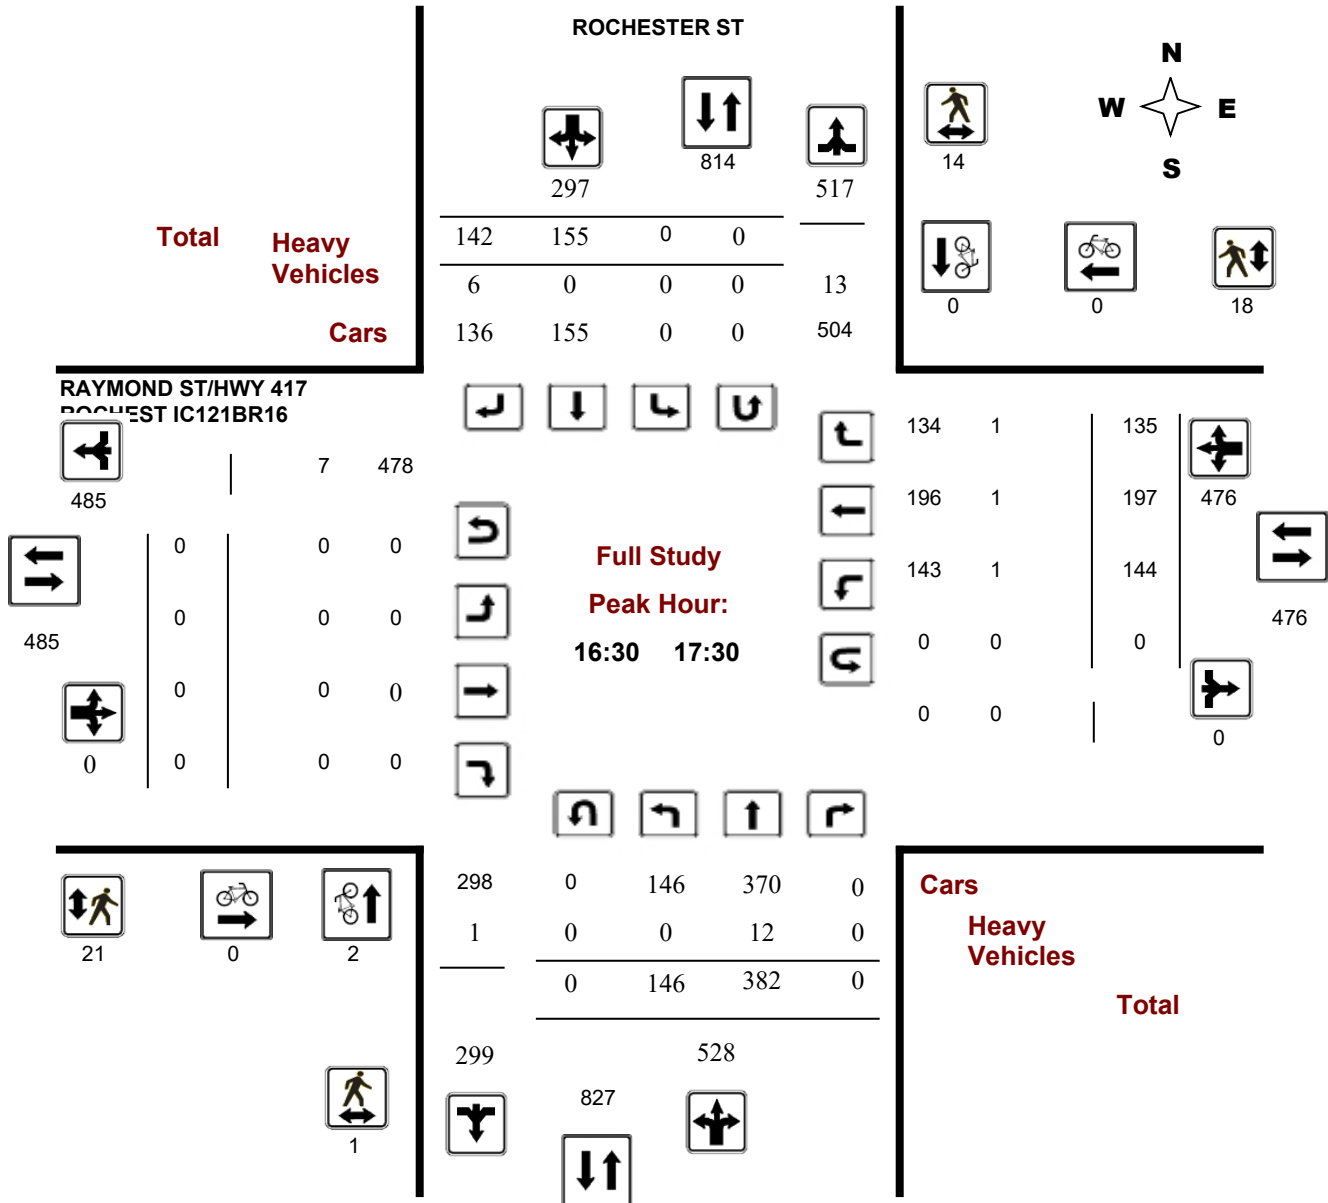 ROCHESTER ST
N
W E
S
814
14
297 517
Total Heavy Vehicles
142 155 0 0
6 0 0 0 13
0 0 18
Cars 136 155 0 0 504
RAYMOND ST/HWY 417
ROCHEST IC121BR16
134 1 135
7 478
485
196 1 197 476
0 0 0
Full Study
143 1 144
Peak Hour:
0 0 0
485
476
16:30 17:30
0 0 0
0 0 0
0 0
0
0 0 0 0
298 0 146 370 0
Cars
1 0 0 12 0
Heavy Vehicles
21 0 2
0 146 382 0
Total
299 528
827
1